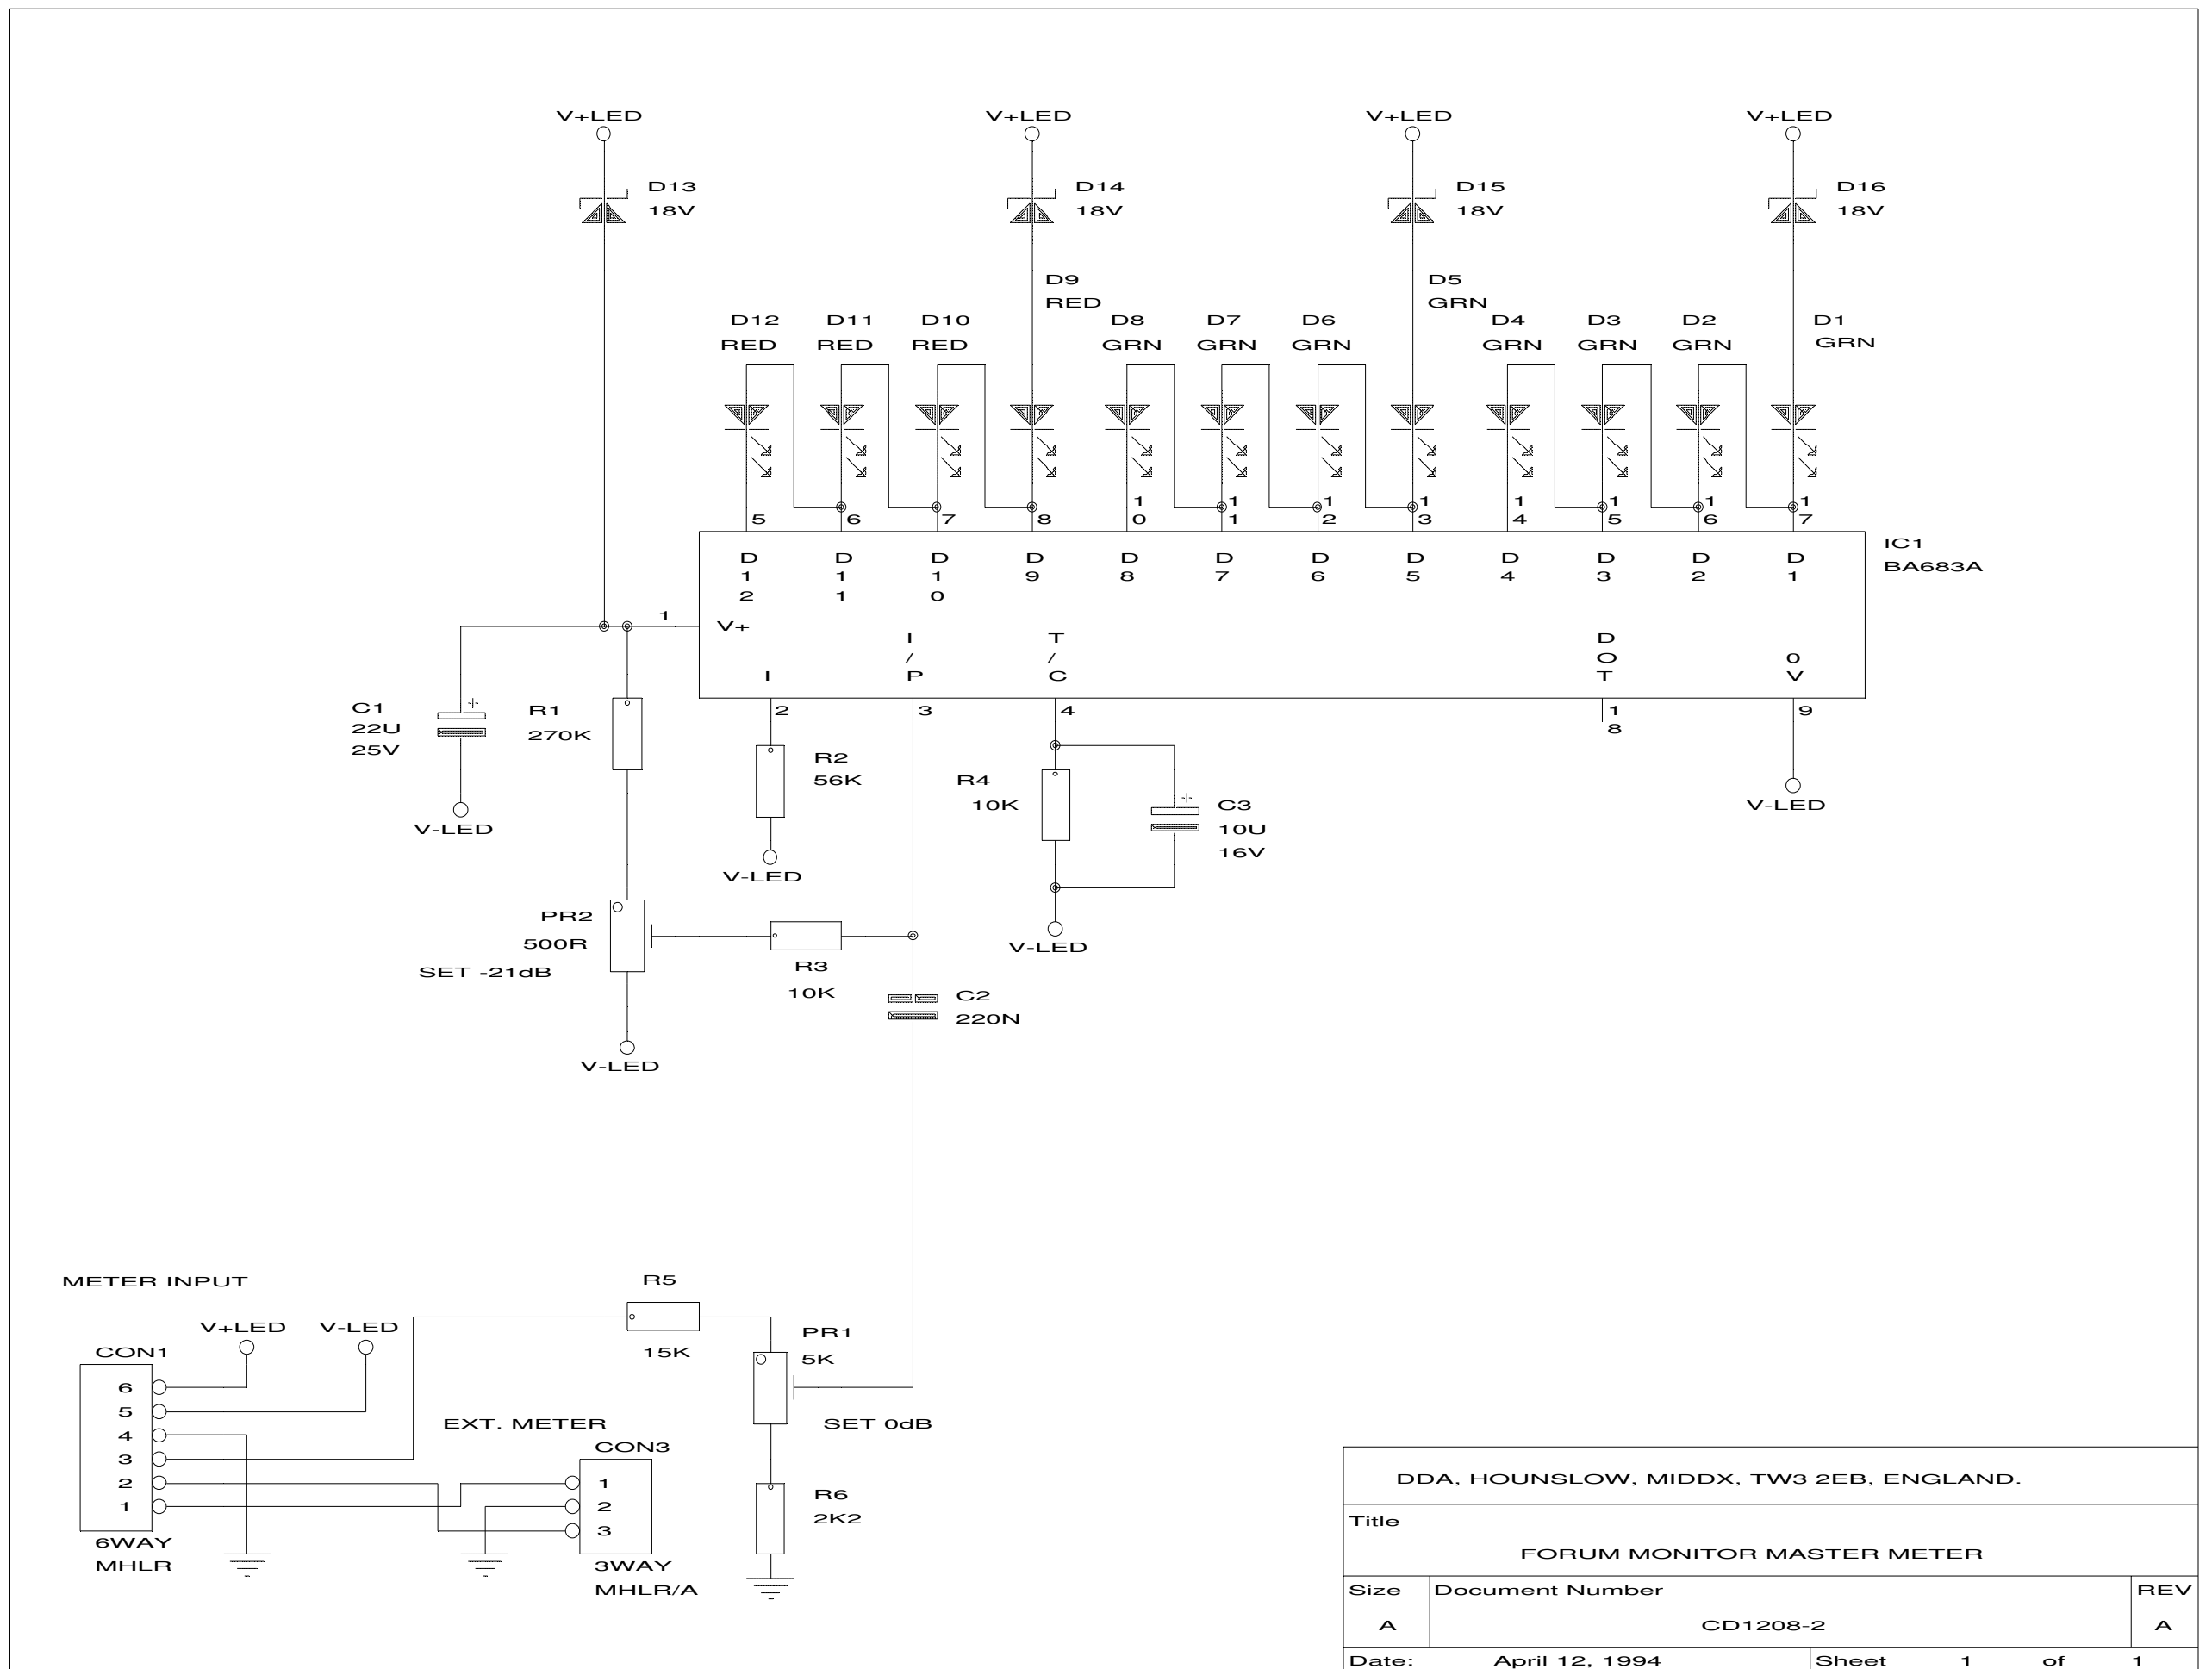 V+LED
V+LED
V+LED
V+LED
D13
18V
D14
18V
D15
18V
D16
18V
D9
RED
D5
GRN
D12
RED
D11
RED
D10
RED
D8
GRN
D7
GRN
D6
GRN
D4
GRN
D3
GRN
D2
GRN
D1
GRN
5
6
7
8
10
11
12
13
14
15
16
17
IC1
BA683A
D12
D11
D10
D9
D8
D7
D6
D5
D4
D3
D2
D1
1
V+
I
I/P
T/C
DOT
0V
2
3
4
18
9
C1
22U
25V
V-LED
R1
270K
R2
56K
V-LED
R4
10K
C3
10U
16V
V-LED
V-LED
PR2
500R
SET -21dB
V-LED
R3
10K
C2
220N
METER INPUT
V+LED
V-LED
CON1
6
5
4
3
2
1
6WAY
MHLR
R5
15K
PR1
5K
SET 0dB
EXT. METER
CON3
1
2
3
3WAY
MHLR/A
R6
2K2
DDA, HOUNSLOW, MIDDX, TW3 2EB, ENGLAND.
Title
FORUM MONITOR MASTER METER
Size
Document Number
REV
A
CD1208-2
A
Date:
April 12, 1994
Sheet 1 of 1